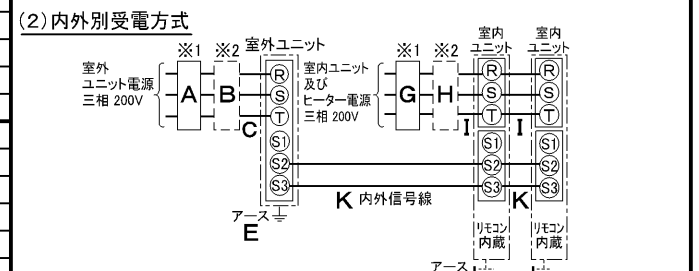 (2)内外別受電方式
※1 ※2 室外ユニット
室外
ユニット電源
三相 200V
A B
C
R
S
T
S1
S2
S3
アース
E
※1 ※2
室内ユニット
及び
ヒーター電源
三相 200V
G H
I I
室内
ユニット
室内
ユニット
R R
S S
T T
S1 S1
S2 S2
S3 S3
K 内外信号線
K
リモコン
内蔵
リモコン
内蔵
アース